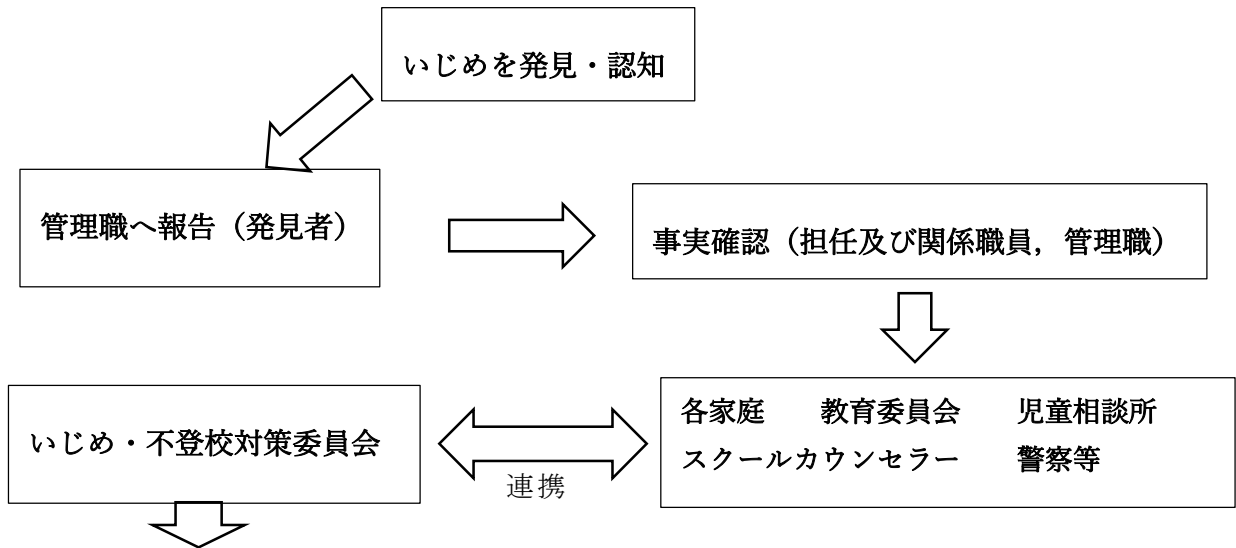 いじめを発見・認知
管理職へ報告（発見者）
事実確認（担任及び関係職員，管理職）
各家庭　　教育委員会　　児童相談所
スクールカウンセラー　　警察等
いじめ・不登校対策委員会
連携